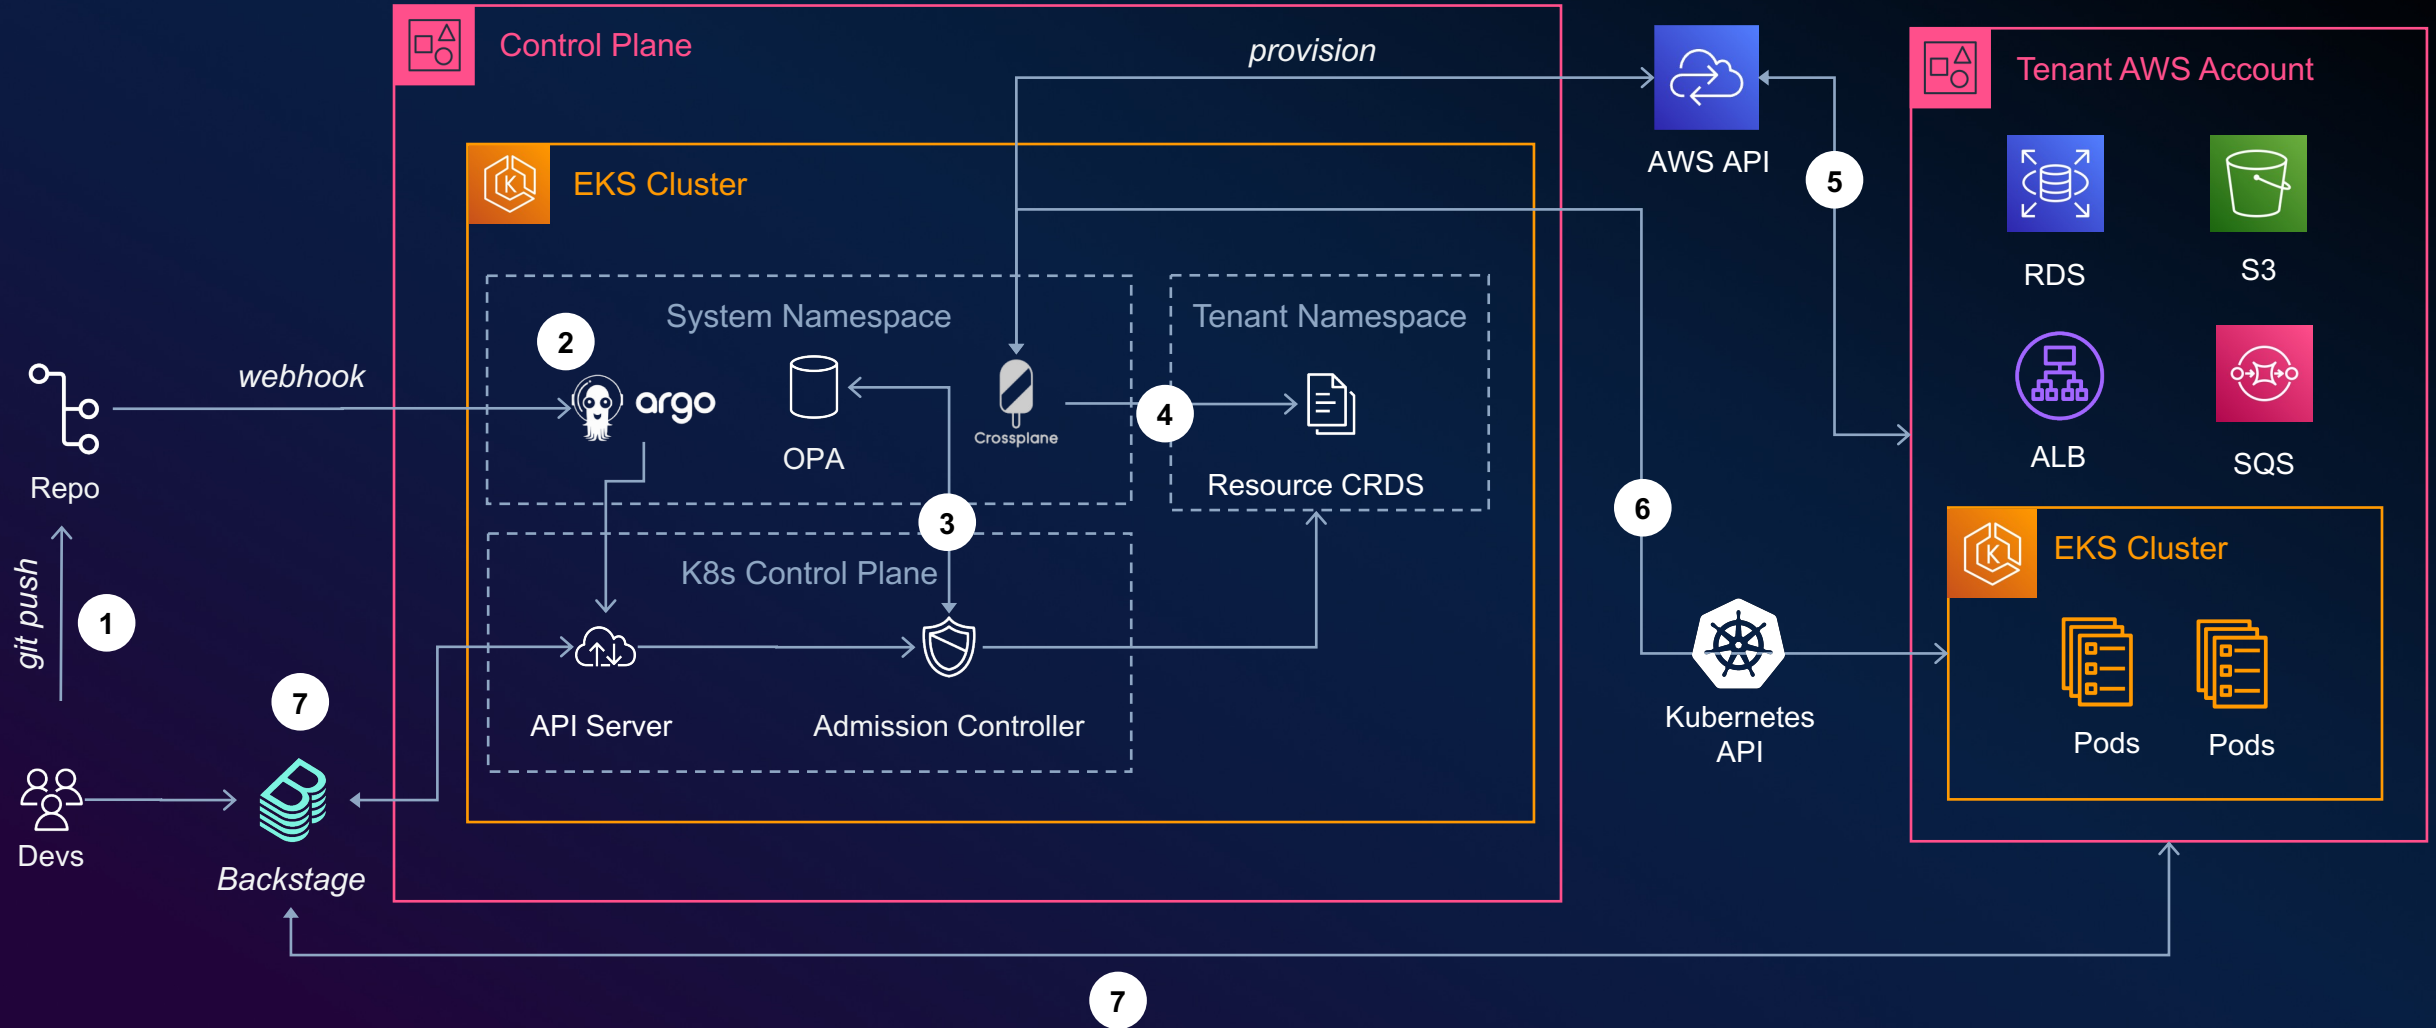 Control Plane
provision
AWS API
Tenant AWS Account
EKS Cluster
5
RDS
S3
System Namespace
Tenant Namespace
2
webhook
argo
OPA
Crossplane
4
Resource CRDS
ALB
SQS
Repo
3
6
git push
1
K8s Control Plane
EKS Cluster
7
API Server
Admission Controller
Kubernetes
API
Pods
Pods
Devs
Backstage
7